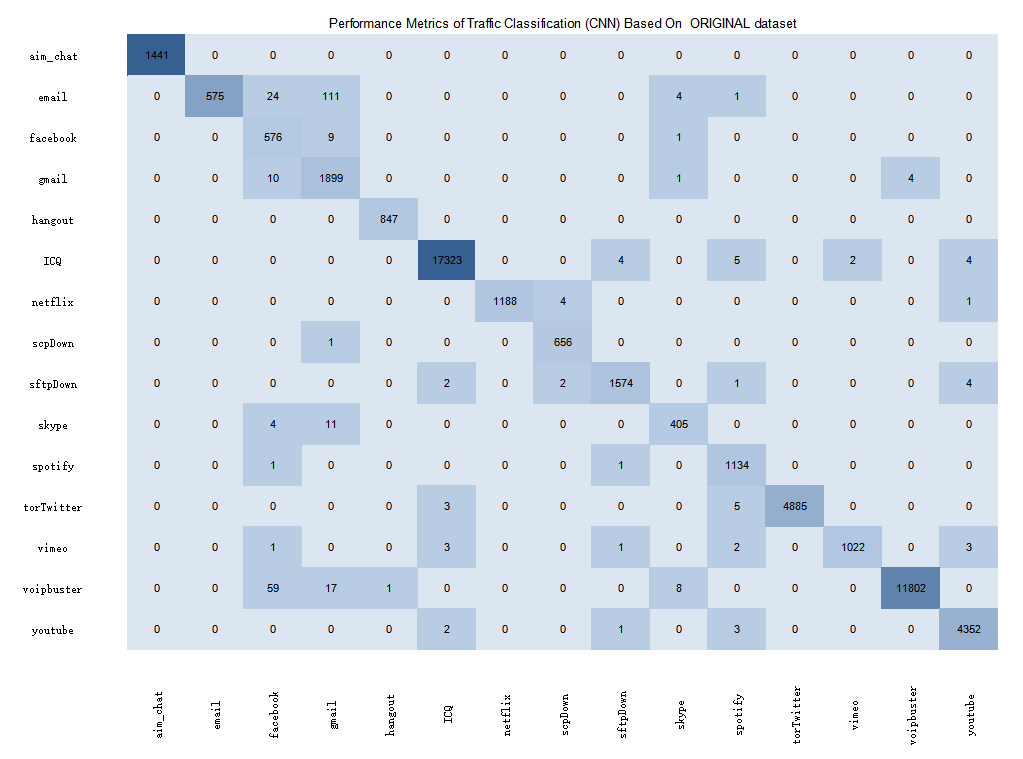 Performance Metrics of Traffic Classification (CNN) Based On ORIGINAL dataset
aim_chat 1441 0 0 0 0 0 0 0 0 0 0 0 0 0 0
email 0 575 24 111 0 0 0 0 0 4 1 0 0 0 0
facebook 0 0 576 9 0 0 0 0 0 1 0 0 0 0 0
gmail 0 0 10 1899 0 0 0 0 0 1 0 0 0 4 0
hangout 0 0 0 0 847 0 0 0 0 0 0 0 0 0 0
ICQ 0 0 0 0 0 17323 0 0 4 0 5 0 2 0 4
netflix 0 0 0 0 0 0 1188 4 0 0 0 0 0 0 1
scpDown 0 0 0 1 0 0 0 656 0 0 0 0 0 0 0
sftpDown 0 0 0 0 0 2 0 2 1574 0 1 0 0 0 4
skype 0 0 4 11 0 0 0 0 0 405 0 0 0 0 0
spotify 0 0 1 0 0 0 0 0 1 0 1134 0 0 0 0
torTwitter 0 0 0 0 0 3 0 0 0 0 5 4885 0 0 0
vimeo 0 0 1 0 0 3 0 0 1 0 2 0 1022 0 3
voipbuster 0 0 59 17 1 0 0 0 0 8 0 0 0 11802 0
youtube 0 0 0 0 0 2 0 0 1 0 3 0 0 0 4352
aim_chat email facebook gmail hangout ICQ netflix scpDown sftpDown skype spotify torTwitter vimeo voipbuster youtube